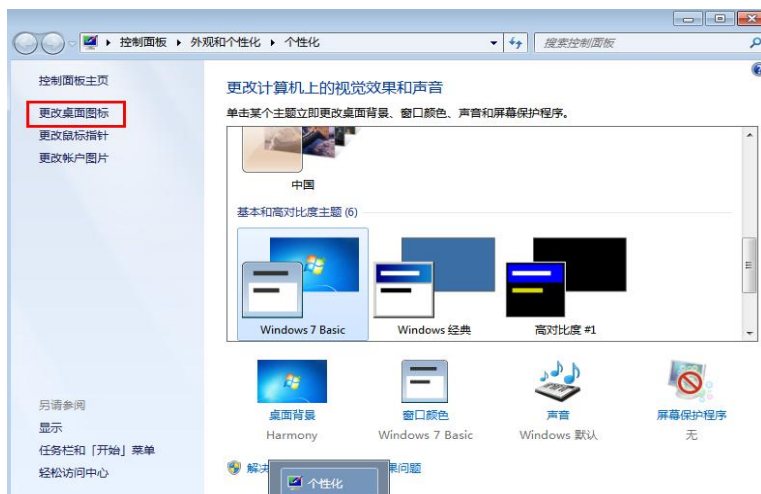 控制面板 ▸ 外观和个性化 ▸ 个性化
搜索控制面板
控制面板主页
更改桌面图标
更改鼠标指针
更改帐户图片
更改计算机上的视觉效果和声音
单击某个主题立即更改桌面背景、窗口颜色、声音和屏幕保护程序。
中国
基本和高对比度主题 (6)
Windows 7 Basic
Windows 经典
高对比度 #1
桌面背景
Harmony
窗口颜色
Windows 7 Basic
声音
Windows 默认
屏幕保护程序
无
另请参阅
显示
任务栏和「开始」菜单
轻松访问中心
解决
果问题
个性化